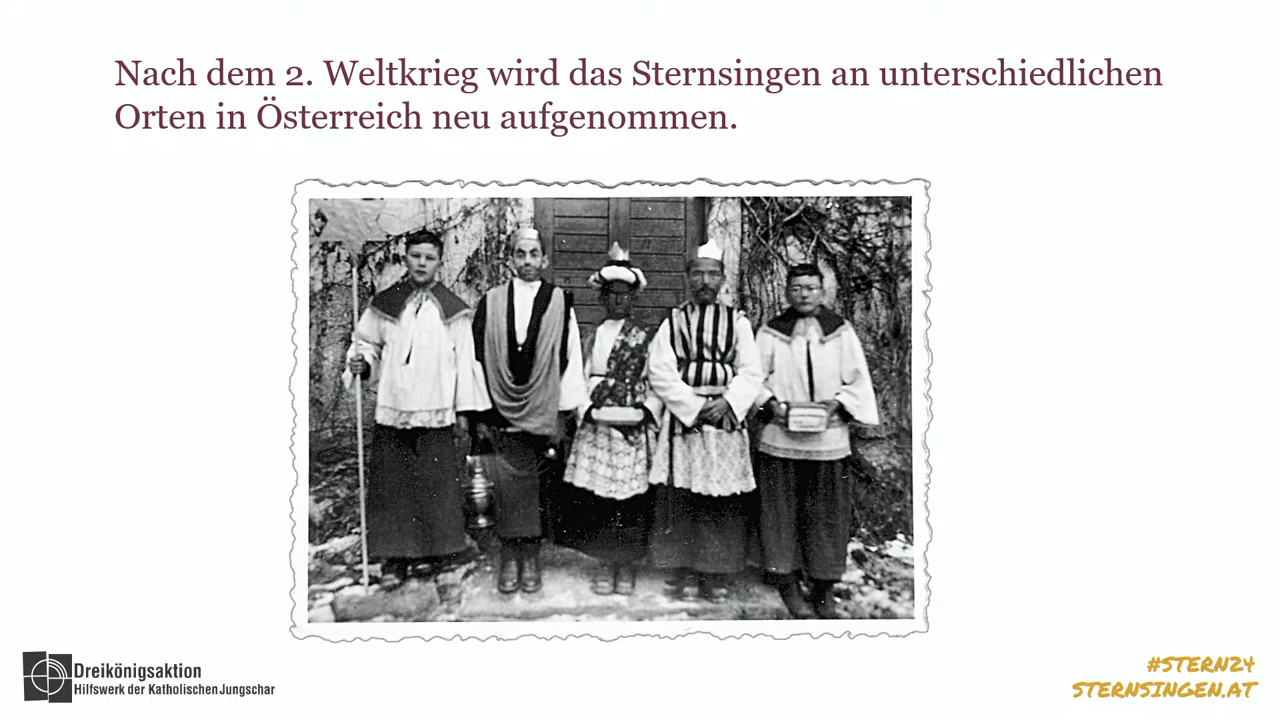 Nach dem 2. Weltkrieg wird das Sternsingen an unterschiedlichen
Orten in Österreich neu aufgenommen.
Dreikönigsaktion
Hilfswerk der Katholischen Jungschar
#STERN24
STERNSINGEN.AT